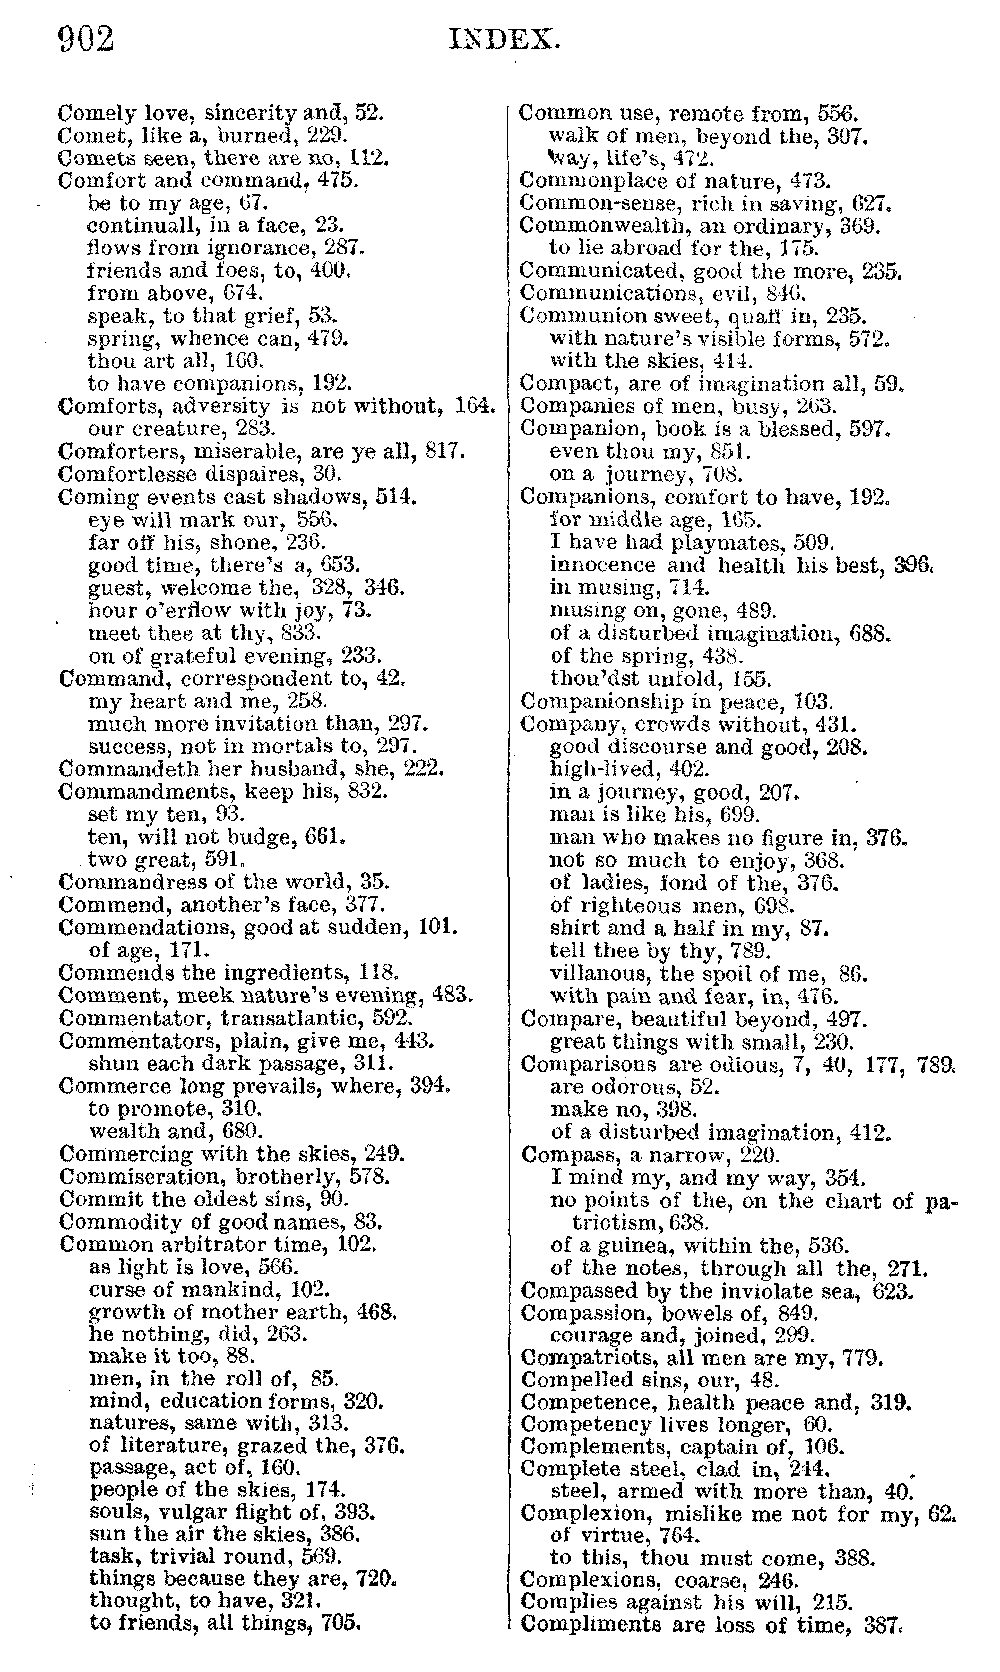 902
INDEX.
Comely love, sincerity and, 52.
Comet, like a, burned, 229.
Comets seen, there are no, 112.
Comfort and command, 475.
be to my age, 67.
continuall, in a face, 23.
flows from ignorance, 287.
friends and foes, to, 400.
from above, 674.
speak, to that grief, 53.
spring, whence can, 479.
thou art all, 160.
to have companions, 192.
Comforts, adversity is not without, 164.
our creature, 283.
Comforters, miserable, are ye all, 817.
Comfortlesse dispaires, 30.
Coming events cast shadows, 514.
eye will mark our, 556.
far off his, shone, 236.
good time, there's a, 653.
guest, welcome the, 328, 346.
hour o'erflow with joy, 73.
meet thee at thy, 833.
on of grateful evening, 233.
Command, correspondent to, 42.
my heart and me, 258.
much more invitation than, 297.
success, not in mortals to, 297.
Commandeth her husband, she, 222.
Commandments, keep his, 832.
set my ten, 93.
ten, will not budge, 661.
two great, 591.
Commandress of the world, 35.
Commend, another's face, 377.
Commendations, good at sudden, 101.
of age, 171.
Commends the ingredients, 118.
Comment, meek nature's evening, 483.
Commentator, transatlantic, 592.
Commentators, plain, give me, 443.
shun each dark passage, 311.
Commerce long prevails, where, 394.
to promote, 310.
wealth and, 680.
Commercing with the skies, 249.
Commiseration, brotherly, 578.
Commit the oldest sins, 90.
Commodity of good names, 83.
Common arbitrator time, 102.
as light is love, 566.
curse of mankind, 102.
growth of mother earth, 468.
he nothing, did, 263.
make it too, 88.
men, in the roll of, 85.
mind, education forms, 320.
natures, same with, 313.
of literature, grazed the, 376.
passage, act of, 160.
people of the skies, 174.
souls, vulgar flight of, 393.
sun the air the skies, 386.
task, trivial round, 569.
things because they are, 720.
thought, to have, 321.
to friends, all things, 705.
Common use, remote from, 556.
walk of men, beyond the, 307.
way, life's, 472.
Commonplace of nature, 473.
Common-sense, rich in saving, 627.
Commonwealth, an ordinary, 369.
to lie abroad for the, 175.
Communicated, good the more, 235.
Communications, evil, 846.
Communion sweet, quaff in, 235.
with nature's visible forms, 572.
with the skies, 414.
Compact, are of imagination all, 59.
Companies of men, busy, 263.
Companion, book is a blessed, 597.
even thou my, 851.
on a journey, 708.
Companions, comfort to have, 192.
for middle age, 165.
I have had playmates, 509.
innocence and health his best, 396.
in musing, 714.
musing on, gone, 489.
of a disturbed imagination, 688.
of the spring, 438.
thou'dst unfold, 155.
Companionship in peace, 103.
Company, crowds without, 431.
good discourse and good, 208.
high-lived, 402.
in a journey, good, 207.
man is like his, 699.
man who makes no figure in, 376.
not so much to enjoy, 368.
of ladies, fond of the, 376.
of righteous men, 698.
shirt and a half in my, 87.
tell thee by thy, 789.
villanous, the spoil of me, 86.
with pain and fear, in, 476.
Compare, beautiful beyond, 497.
great things with small, 230.
Comparisons are odious, 7, 40, 177, 789.
are odorous, 52.
make no, 398.
of a disturbed imagination, 412.
Compass, a narrow, 220.
I mind my, and my way, 354.
no points of the, on the chart of pa-
triotism, 638.
of a guinea, within the, 536.
of the notes, through all the, 271.
Compassed by the inviolate sea, 623.
Compassion, bowels of, 849.
courage and, joined, 299.
Compatriots, all men are my, 779.
Compelled sins, our, 48.
Competence, health peace and, 319.
Competency lives longer, 60.
Complements, captain of, 106.
Complete steel, clad in, 244.
steel, armed with more than, 40.
Complexion, mislike me not for my, 62.
of virtue, 764.
to this, thou must come, 388.
Complexions, coarse, 246.
Complies against his will, 215.
Compliments are loss of time, 387.